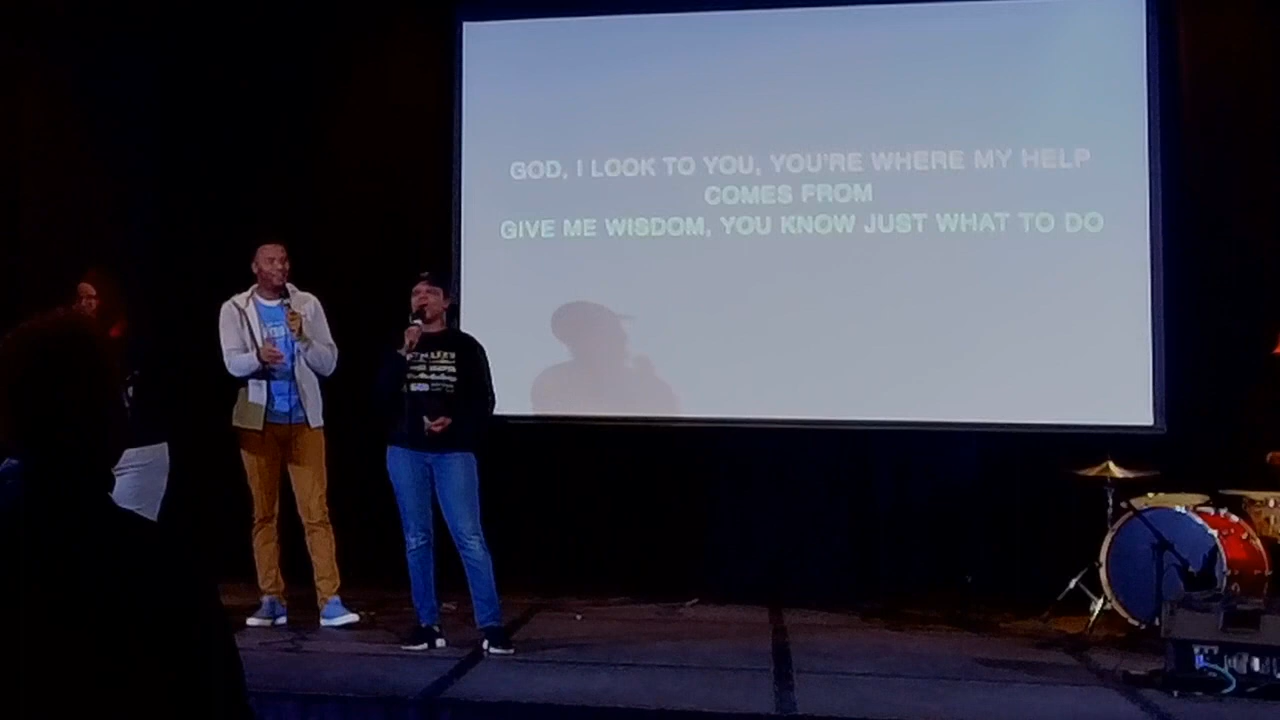 GOD, I LOOK TO YOU, YOU'RE WHERE MY HELP
COMES FROM
GIVE ME WISDOM, YOU KNOW JUST WHAT TO DO